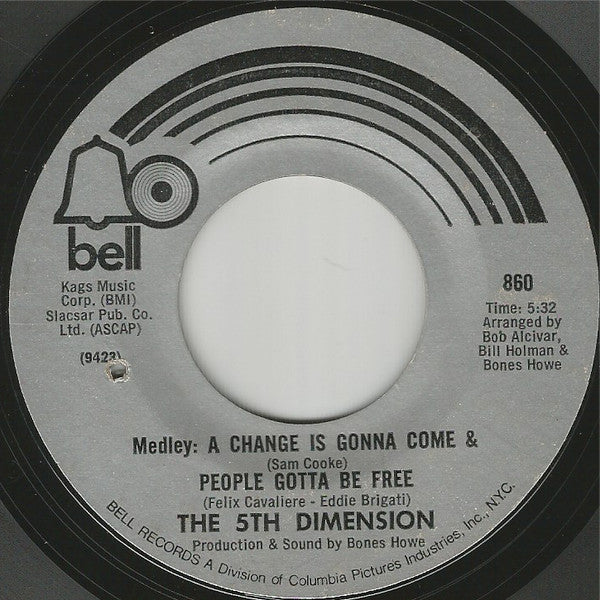 bell
Kags Music
Corp. (BMI)
Slacsar Pub. Co.
Ltd. (ASCAP)
(9423)
860
Time: 5:32
Arranged by
Bob Alcivar,
Bill Holman &
Bones Howe
Medley: A CHANGE IS GONNA COME &
(Sam Cooke)
PEOPLE GOTTA BE FREE
(Felix Cavaliere - Eddie Brigati)
THE 5TH DIMENSION
Production & Sound by Bones Howe
BELL RECORDS A Division of Columbia Pictures Industries, Inc., N.Y.C.